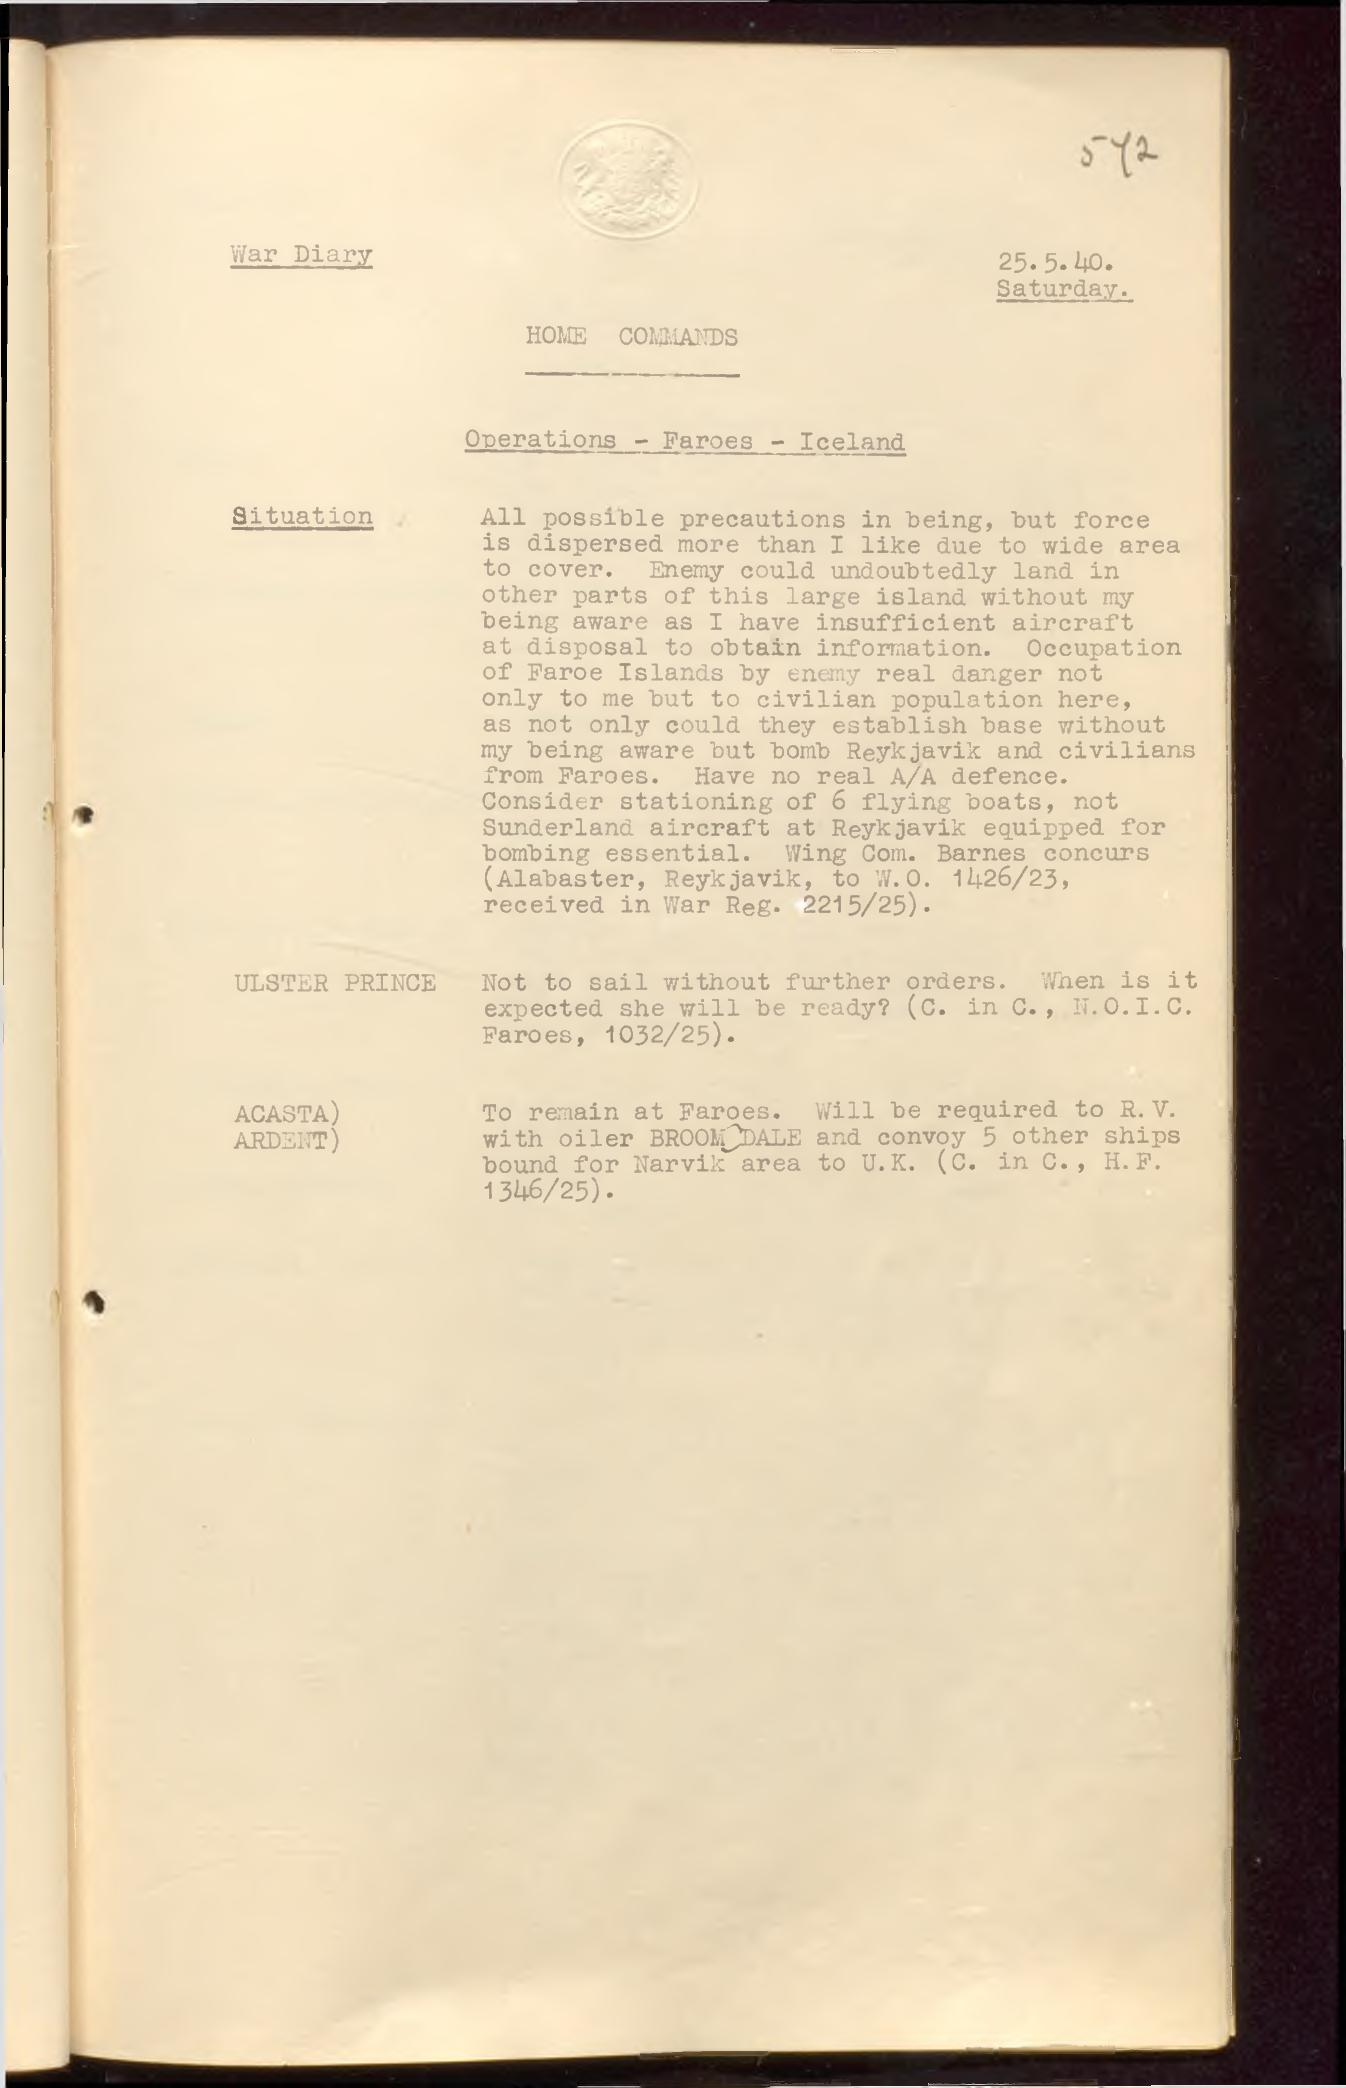 572
War Diary
25.5.40.
Saturday.
HOME COMMANDS
Operations - Faroes - Iceland
Situation
All possible precautions in being, but force
is dispersed more than I like due to wide area
to cover. Enemy could undoubtedly land in
other parts of this large island without my
being aware as I have insufficient aircraft
at disposal to obtain information. Occupation
of Faroe Islands by enemy real danger not
only to me but to civilian population here,
as not only could they establish base without
my being aware but bomb Reykjavik and civilians
from Faroes. Have no real A/A defence.
Consider stationing of 6 flying boats, not
Sunderland aircraft at Reykjavik equipped for
bombing essential. Wing Com. Barnes concurs
(Alabaster, Reykjavik, to W.O. 1426/23,
received in War Reg. 2215/25).
ULSTER PRINCE Not to sail without further orders. When is it
expected she will be ready? (C. in C., N.O.I.C.
Faroes, 1032/25).
ACASTA) To remain at Faroes. Will be required to R.V.
ARDENT) with oiler BROOM DALE and convoy 5 other ships
bound for Narvik area to U.K. (C. in C., H.F.
1346/25).